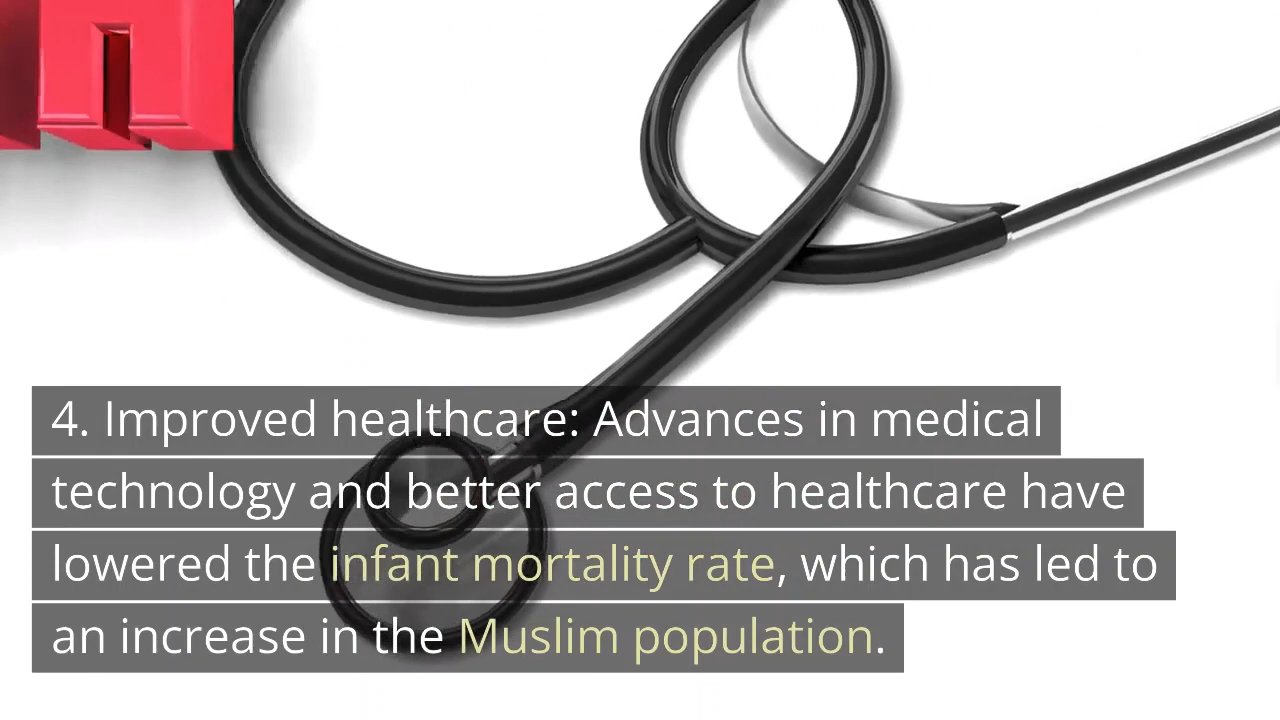 4. Improved healthcare: Advances in medical
technology and better access to healthcare have
lowered the infant mortality rate, which has led to
an increase in the Muslim population.